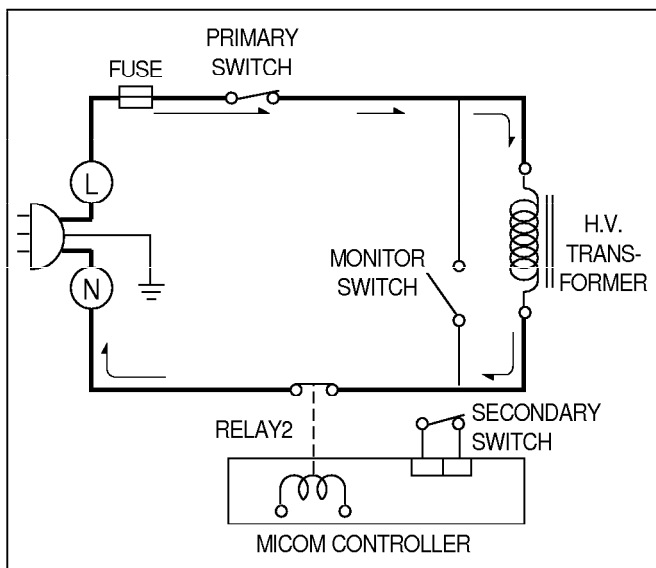 PRIMARY
SWITCH
FUSE
L
H.V.
TRANS-
FORMER
MONITOR
SWITCH
N
SECONDARY
SWITCH
RELAY2
MICOM CONTROLLER